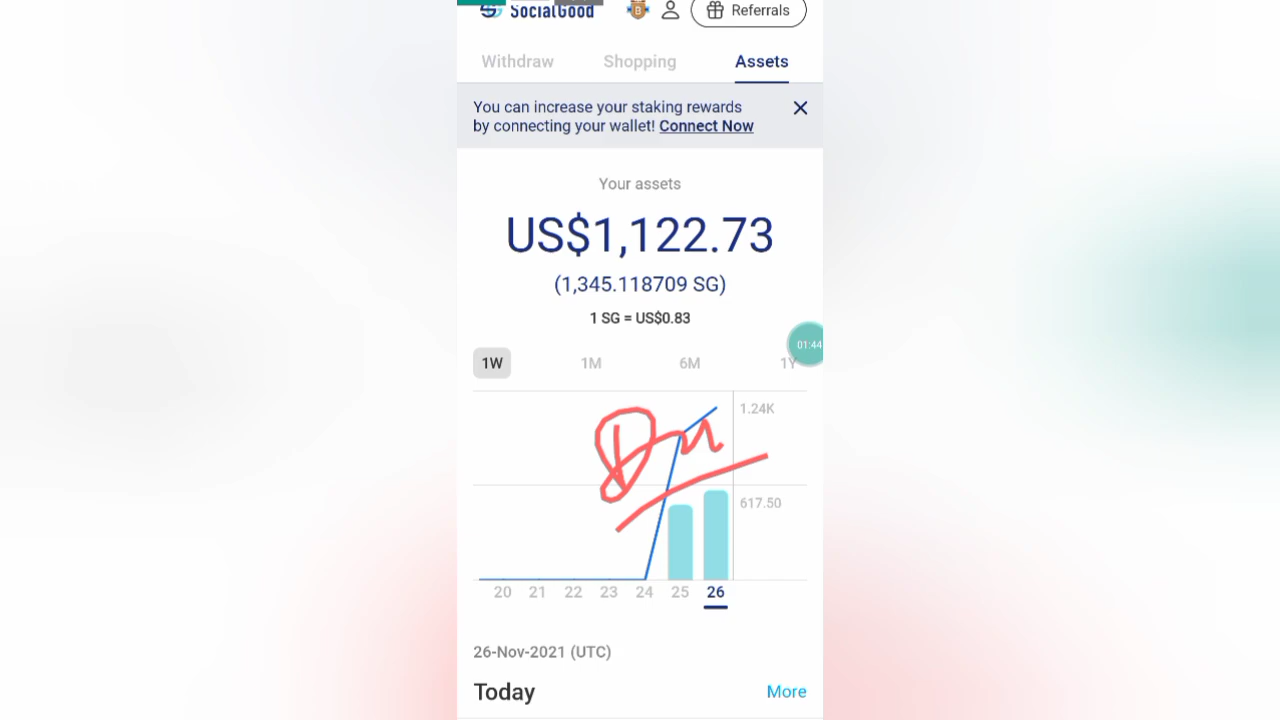 SocialGood
Referrals
Withdraw Shopping Assets
You can increase your staking rewards
by connecting your wallet! Connect Now
Your assets
US$1,122.73
(1,345.118709 SG)
1 SG = US$0.83
01:44
1W 1M 6M 1Y
1.24K
617.50
20 21 22 23 24 25 26
26-Nov-2021 (UTC)
Today More